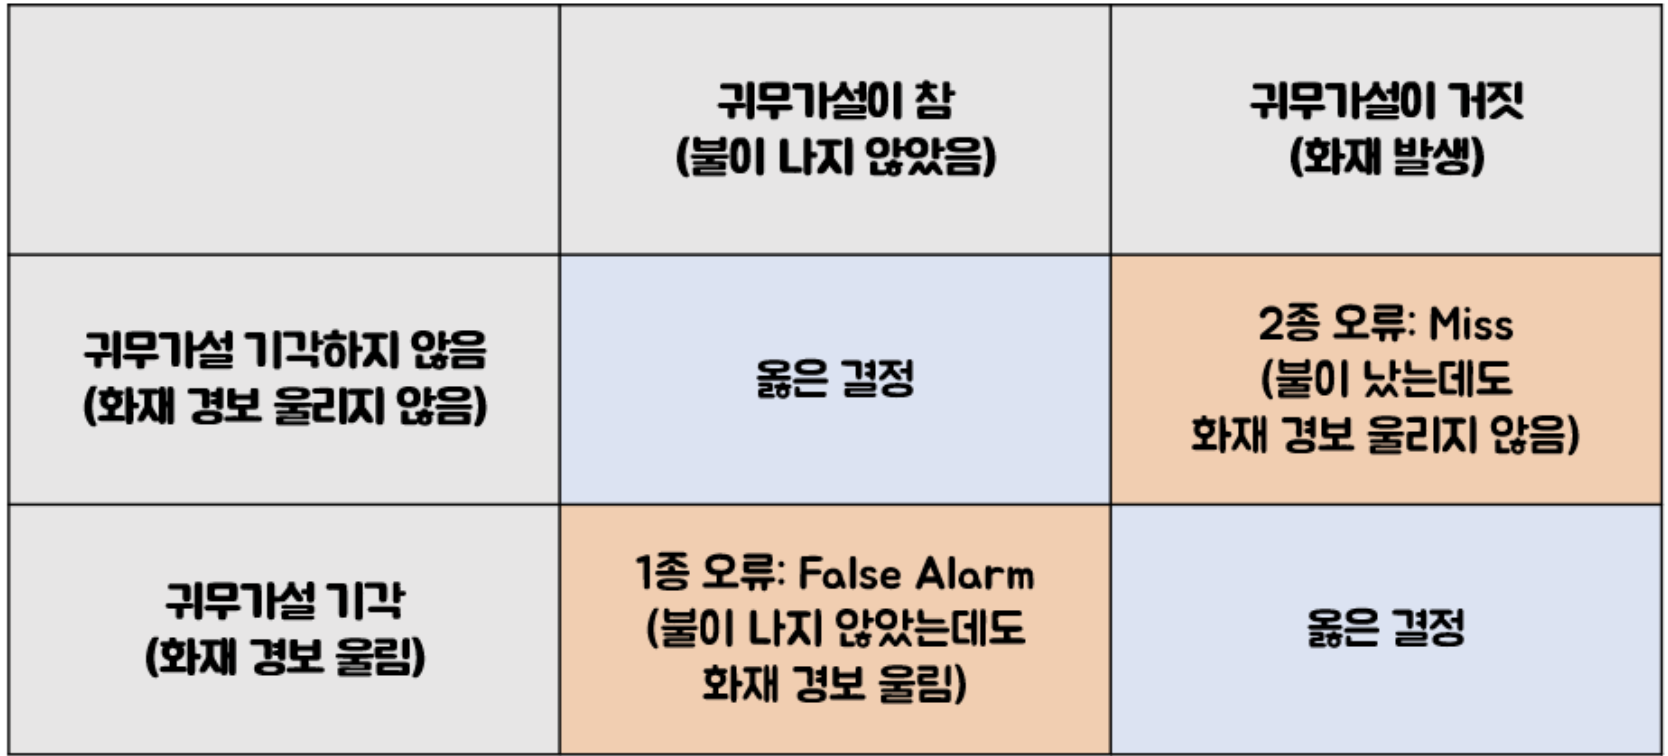 귀무가설이 참
(불이 나지 않았음)
귀무가설이 거짓
(화재 발생)
귀무가설 기각하지 않음
(화재 경보 울리지 않음)
옳은 결정
2종 오류: Miss
(불이 났는데도
화재 경보 울리지 않음)
귀무가설 기각
(화재 경보 울림)
1종 오류: False Alarm
(불이 나지 않았는데도
화재 경보 울림)
옳은 결정